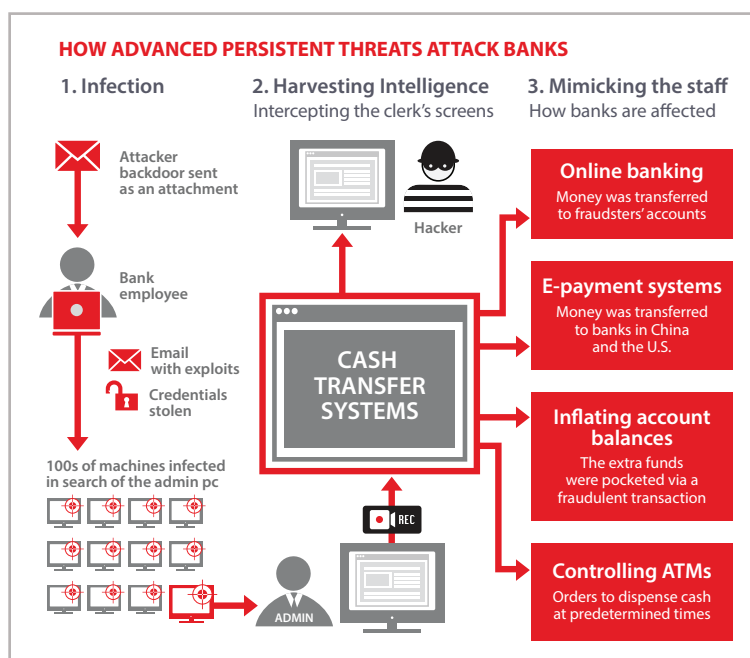 HOW ADVANCED PERSISTENT THREATS ATTACK BANKS
1. Infection
Attacker
backdoor sent
as an attachment
Bank
employee
Email
with exploits
Credentials
stolen
100s of machines infected
in search of the admin pc
2. Harvesting Intelligence
Intercepting the clerk's screens
Hacker
CASH
TRANSFER
SYSTEMS
REC
ADMIN
3. Mimicking the staff
How banks are affected
Online banking
Money was transferred
to fraudsters' accounts
E-payment systems
Money was transferred
to banks in China
and the U.S.
Inflating account
balances
The extra funds
were pocketed via a
fraudulent transaction
Controlling ATMs
Orders to dispense cash
at predetermined times